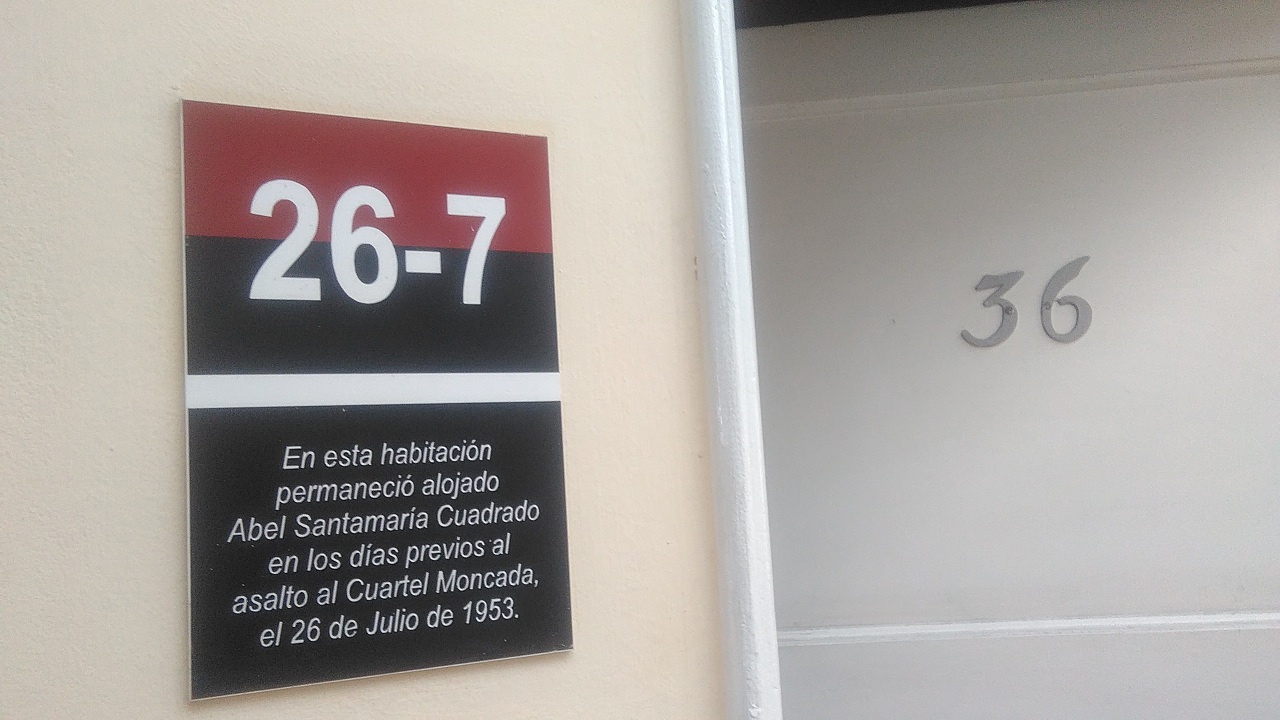 26-7
En esta habitación
permaneció alojado
Abel Santamaría Cuadrado
en los días previos al
asalto al Cuartel Moncada,
el 26 de Julio de 1953.
36